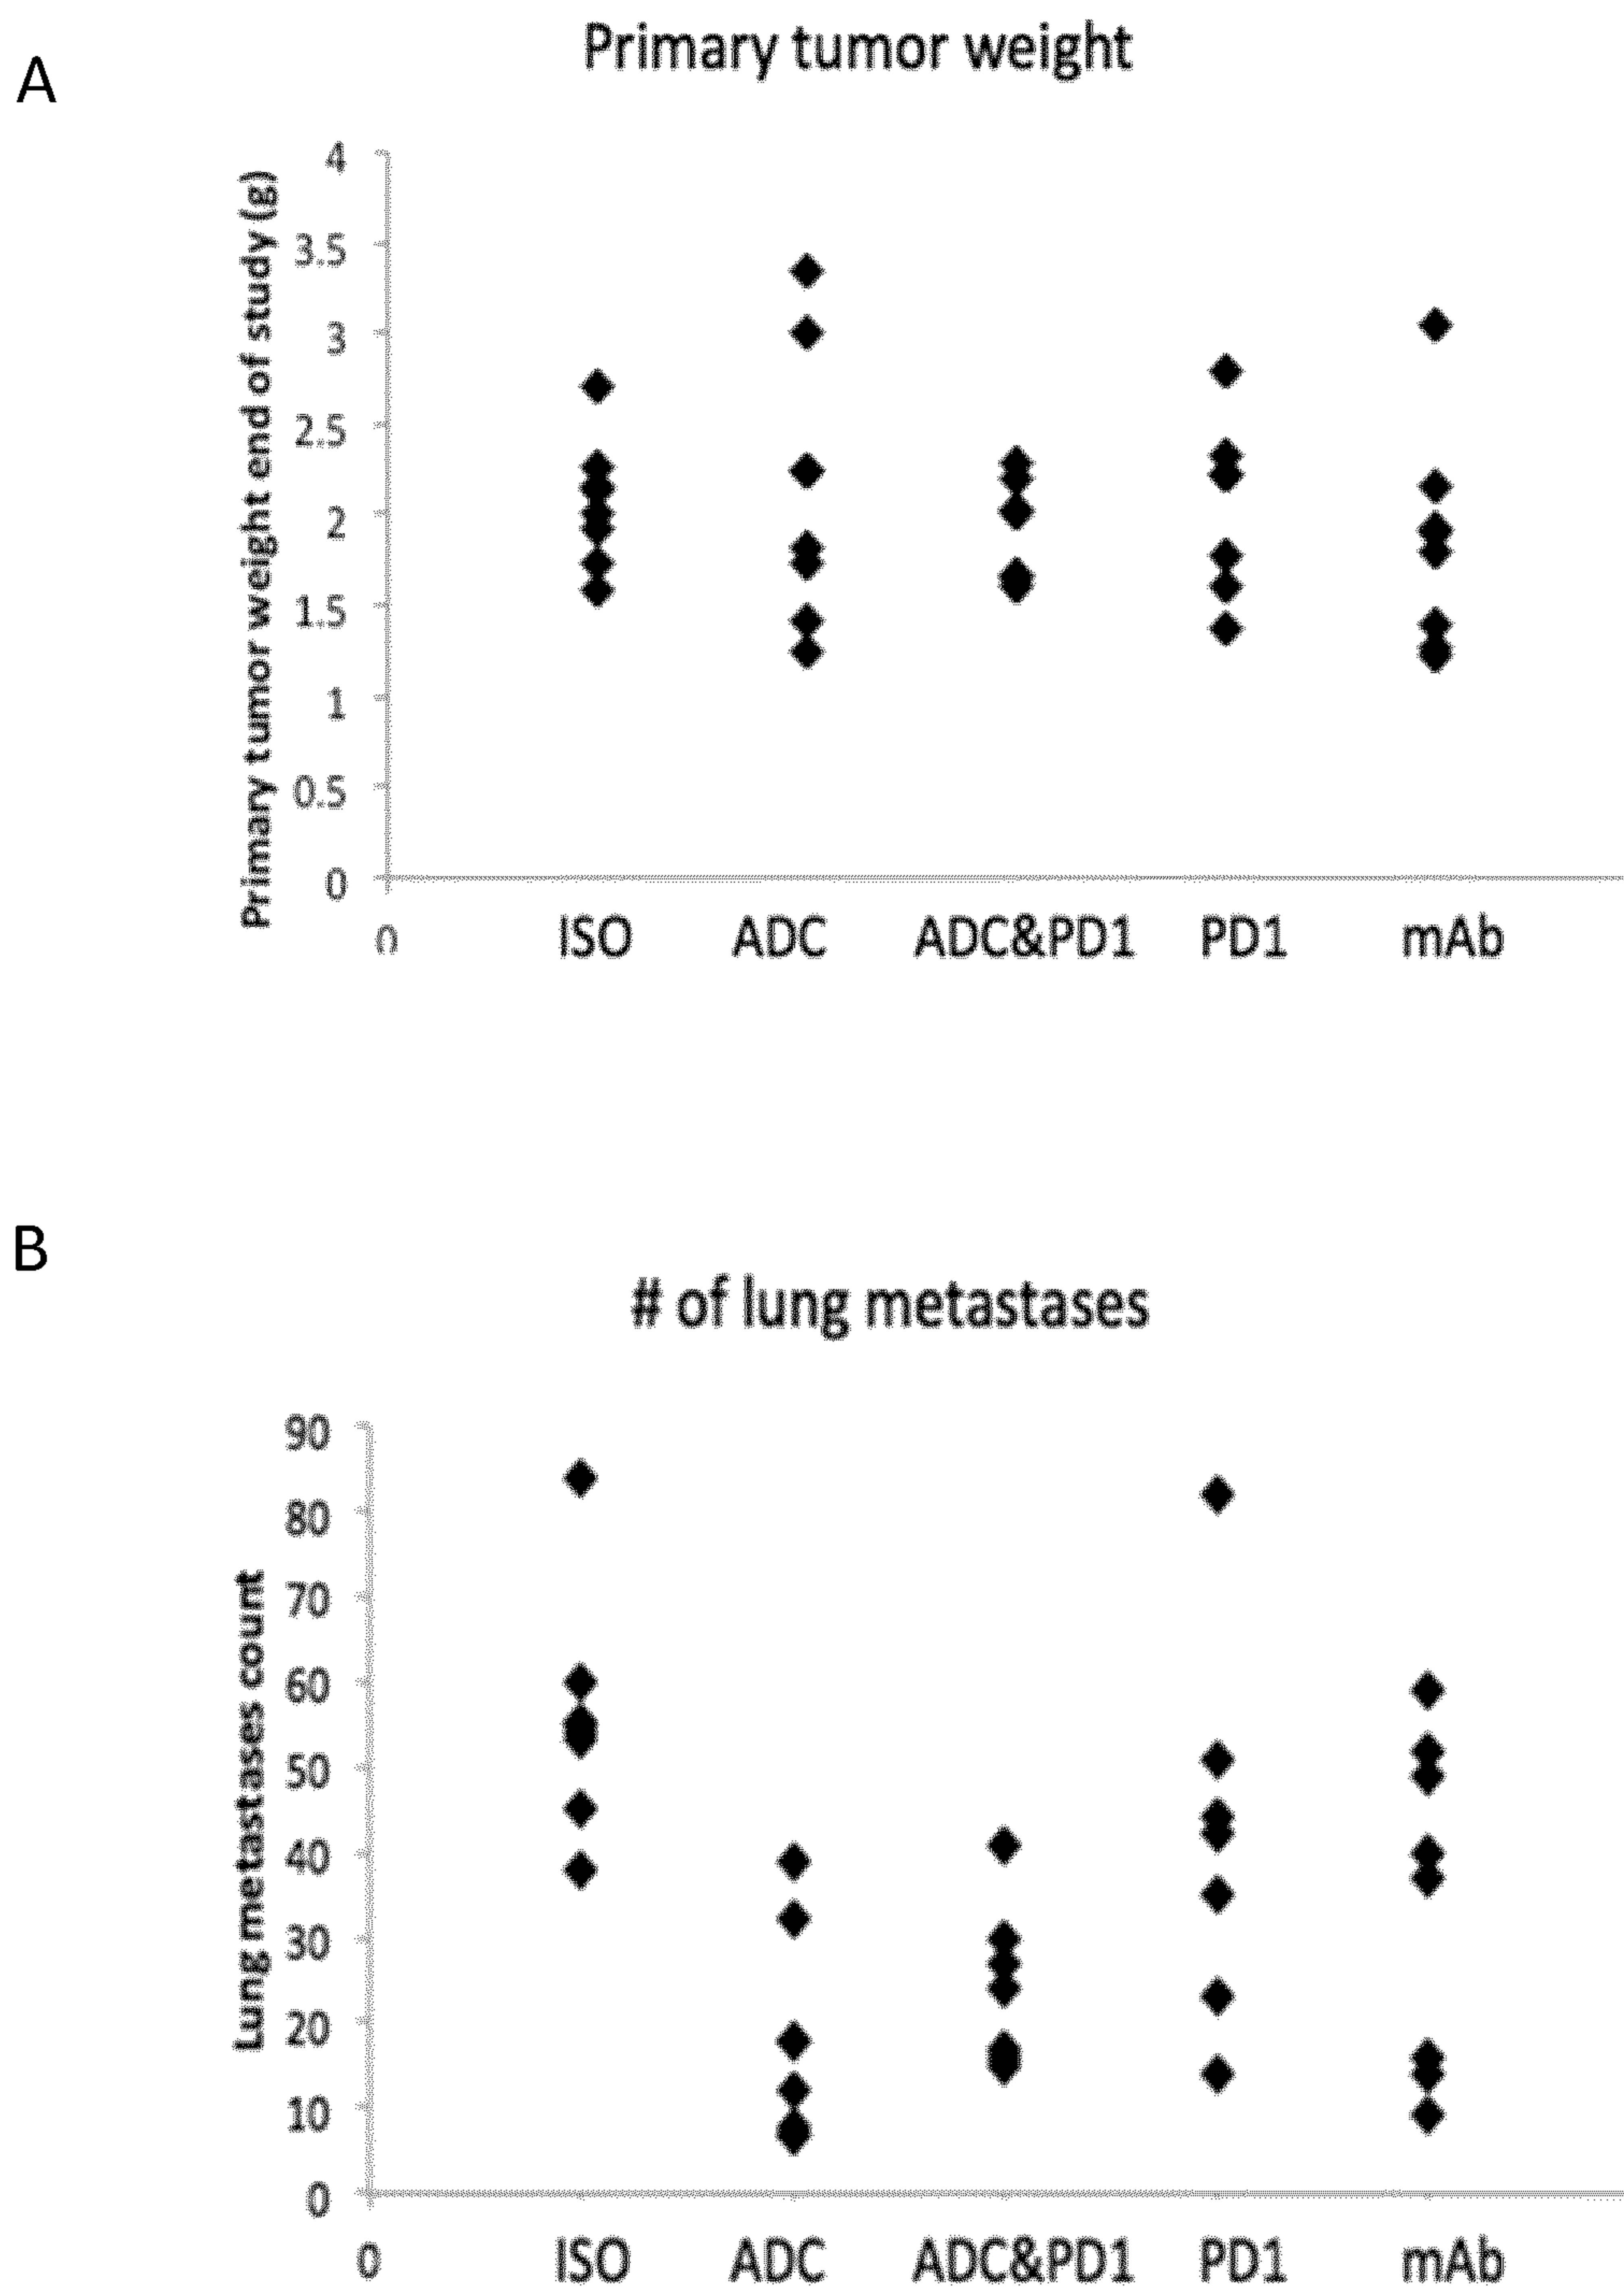 A
Primary tumor weight
Primary tumor weight end of study (g)
4
3.5
3
2.5
2
1.5
1
0.5
0
0 ISO ADC ADC&PD1 PD1 mAb
B
# of lung metastases
Lung metastases count
90
80
70
60
50
40
30
20
10
0
0 ISO ADC ADC&PD1 PD1 mAb